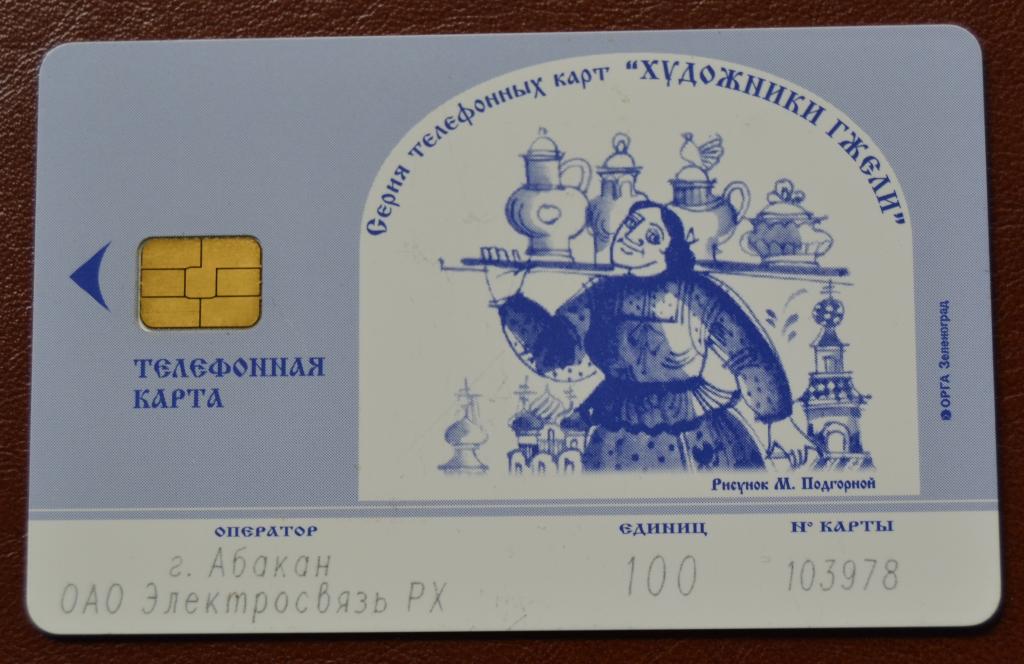 Серия телефонных карт "ХУДОЖНИКИ ГЖЕЛИ"
ТЕЛЕФОННАЯ
КАРТА
ОРГА Зеленоград
Рисунок М. Подгорной
ОПЕРАТОР
г. Абакан
ОАО Электросвязь РХ
ЕДИНИЦ
100
№ КАРТЫ
103978